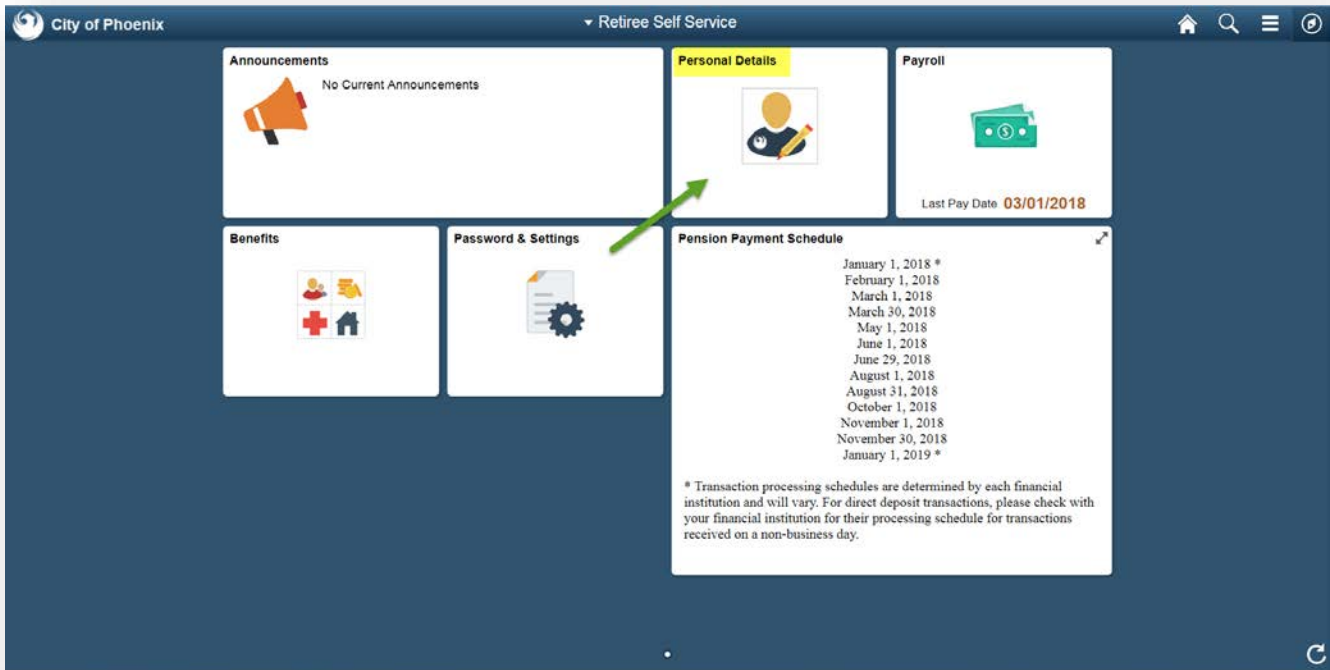 City of Phoenix
Retiree Self Service
Announcements
No Current Announcements
Personal Details
Payroll
Last Pay Date 03/01/2018
Benefits
Password & Settings
Pension Payment Schedule
January 1, 2018 *
February 1, 2018
March 1, 2018
March 30, 2018
May 1, 2018
June 1, 2018
June 29, 2018
August 1, 2018
August 31, 2018
October 1, 2018
November 1, 2018
November 30, 2018
January 1, 2019 *
* Transaction processing schedules are determined by each financial
institution and will vary. For direct deposit transactions, please check with
your financial institution for their processing schedule for transactions
received on a non-business day.